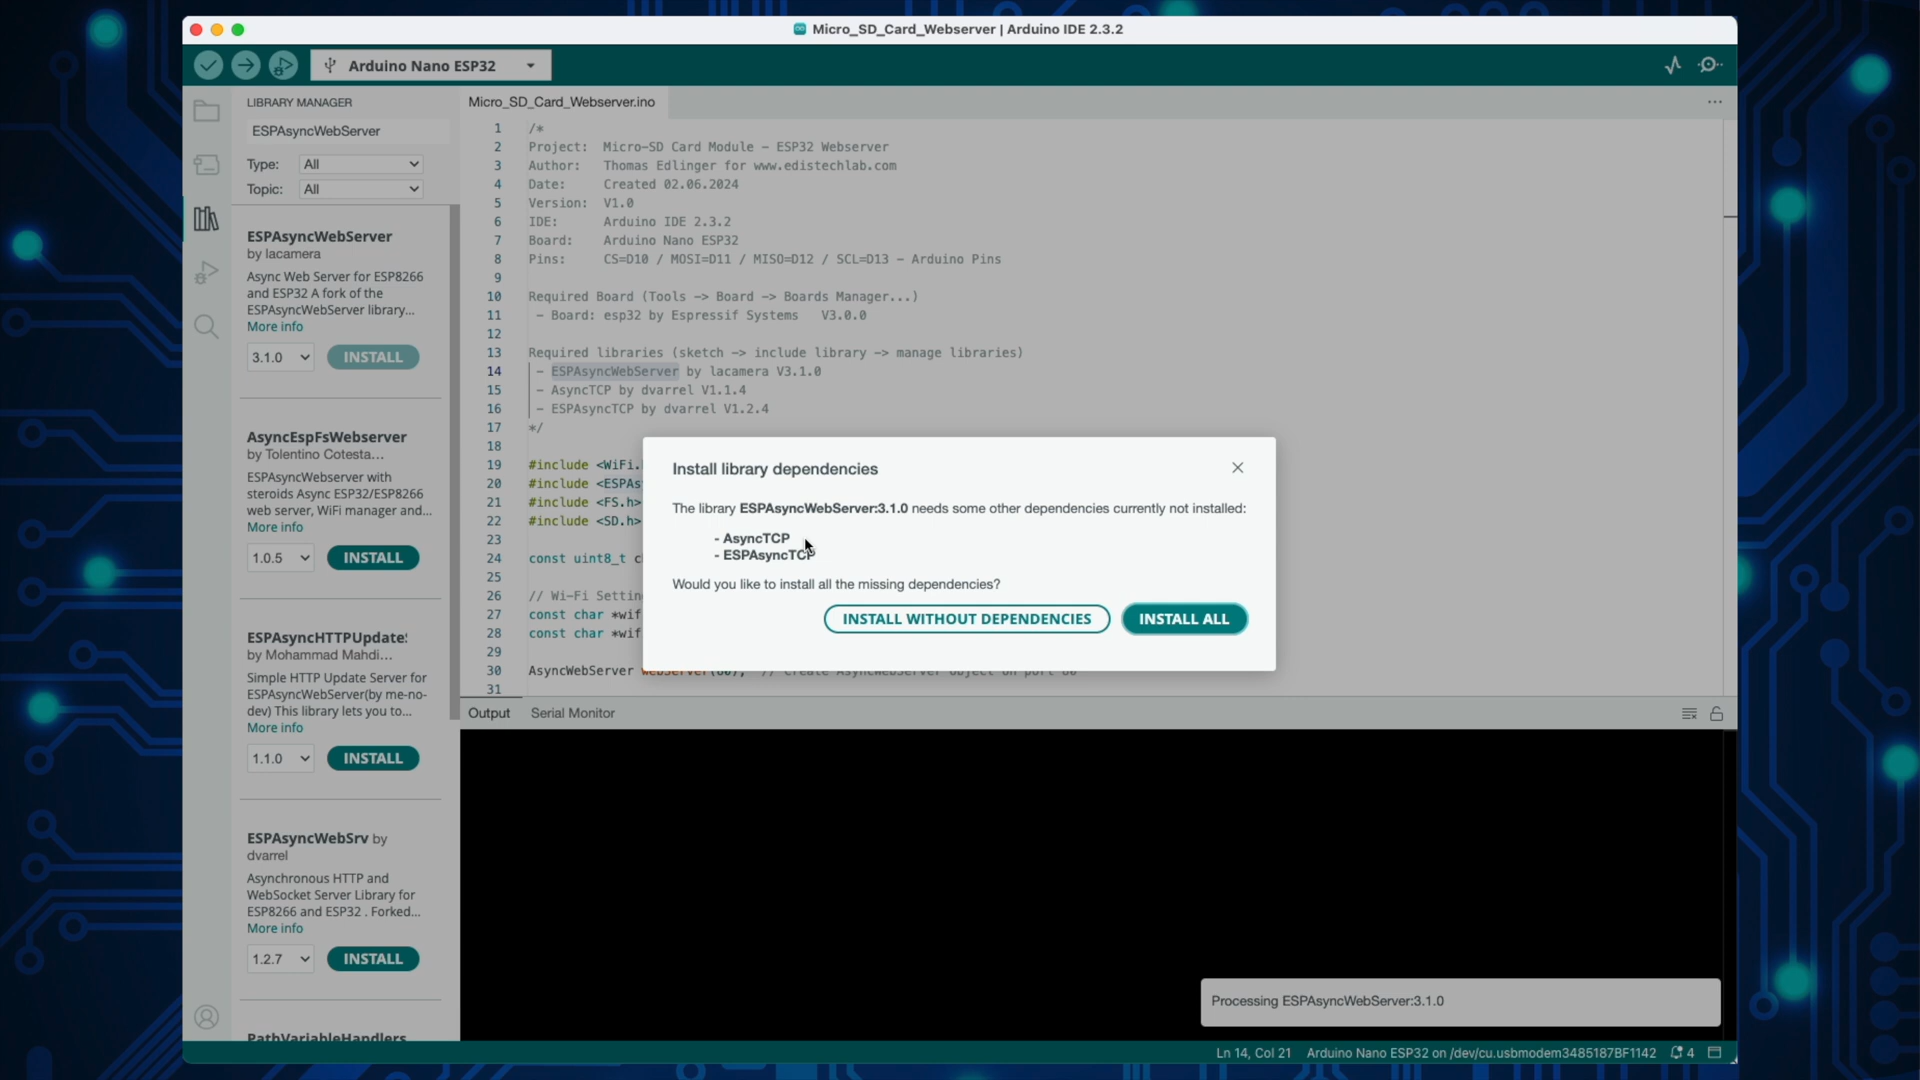 Micro_SD_Card_Webserver | Arduino IDE 2.3.2
Arduino Nano ESP32
LIBRARY MANAGER
ESPAsyncWebServer
Type: All
Topic: All
ESPAsyncWebServer
by lacamera
Async Web Server for ESP8266
and ESP32 A fork of the
ESPAsyncWebServer library...
More info
3.1.0 INSTALL
AsyncEspFsWebserver
by Tolentino Cotesta...
ESPAsyncWebserver with
steroids Async ESP32/ESP8266
web server, WiFi manager and...
More info
1.0.5 INSTALL
ESPAsyncHTTPUpdate
by Mohammad Mahdi...
Simple HTTP Update Server for
ESPAsyncWebServer(by me-no-
dev) This library lets you to...
More info
1.1.0 INSTALL
ESPAsyncWebSrv by
dvarrel
Asynchronous HTTP and
WebSocket Server Library for
ESP8266 and ESP32 . Forked...
More info
1.2.7 INSTALL
PathVariableHandlers
Micro_SD_Card_Webserver.ino
1 /*
2 Project: Micro-SD Card Module - ESP32 Webserver
3 Author: Thomas Edlinger for www.edistechlab.com
4 Date: Created 02.06.2024
5 Version: V1.0
6 IDE: Arduino IDE 2.3.2
7 Board: Arduino Nano ESP32
8 Pins: CS=D10 / MOSI=D11 / MISO=D12 / SCL=D13 - Arduino Pins
9
10 Required Board (Tools -> Board -> Boards Manager...)
11 - Board: esp32 by Espressif Systems V3.0.0
12
13 Required libraries (sketch -> include library -> manage libraries)
14 - ESPAsyncWebServer by lacamera V3.1.0
15 - AsyncTCP by dvarrel V1.1.4
16 - ESPAsyncTCP by dvarrel V1.2.4
17 */
18
19 #include <WiFi.
20 #include <ESPAs
21 #include <FS.h>
22 #include <SD.h>
23
24 const uint8_t c
25
26 // Wi-Fi Settin
27 const char *wif
28 const char *wif
29
30 AsyncWebServer webServer(80); // Create AsyncWebServer object on port 80
31
Install library dependencies
The library ESPAsyncWebServer:3.1.0 needs some other dependencies currently not installed:
- AsyncTCP
- ESPAsyncTCP
Would you like to install all the missing dependencies?
INSTALL WITHOUT DEPENDENCIES INSTALL ALL
Output Serial Monitor
Processing ESPAsyncWebServer:3.1.0
Ln 14, Col 21 Arduino Nano ESP32 on /dev/cu.usbmodem3485187BF1142 4